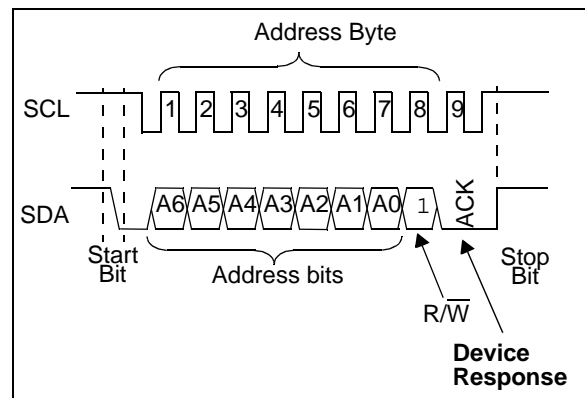 Address Byte
SCL 1 2 3 4 5 6 7 8 9
SDA A6 A5 A4 A3 A2 A1 A0 1 ACK
Start
Bit
Address bits
Stop
Bit
R/W̅
Device
Response